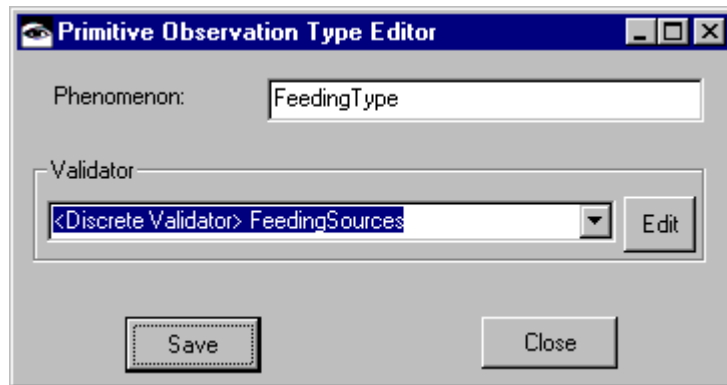 Primitive Observation Type Editor
Phenomenon: FeedingType
Validator
<Discrete Validator> FeedingSources Edit
Save Close